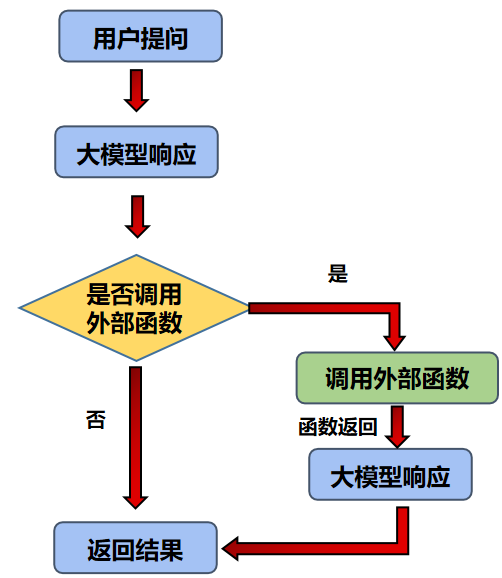 用户提问
大模型响应
是否调用
外部函数
是
调用外部函数
否
函数返回
大模型响应
返回结果